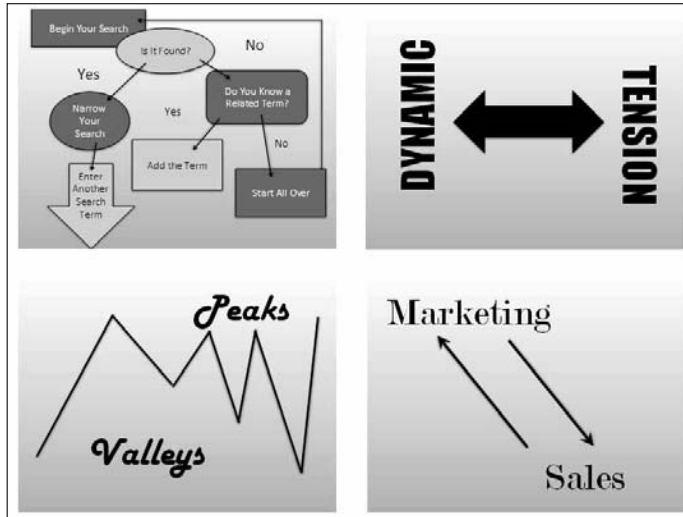 Begin Your Search
Is It Found?
No
Yes
Do You Know a
Related Term?
Narrow
Your
Search
Yes
No
Add the Term
Enter
Another
Search
Term
Start All Over
DYNAMIC
TENSION
Peaks
Valleys
Marketing
Sales